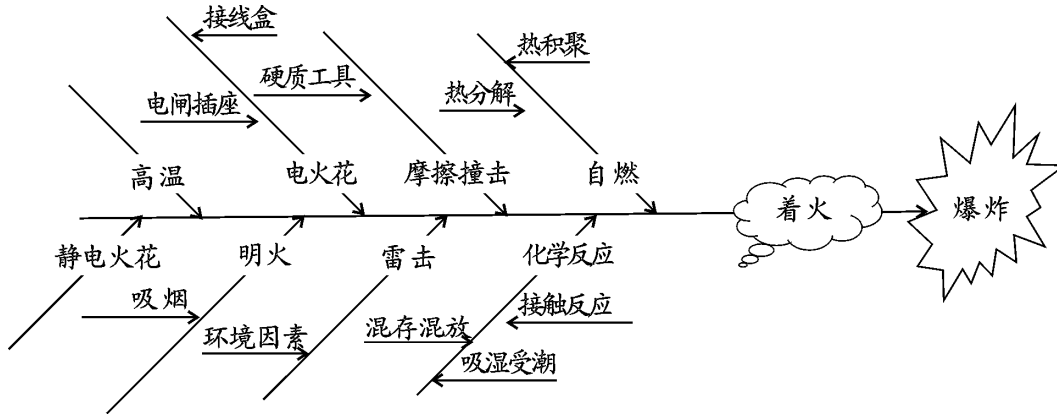 接线盒
热积聚
硬质工具
热分解
电闸插座
高温
电火花
摩擦撞击
自燃
着火
爆炸
静电火花
明火
雷击
化学反应
吸烟
接触反应
环境因素
混存混放
吸湿受潮